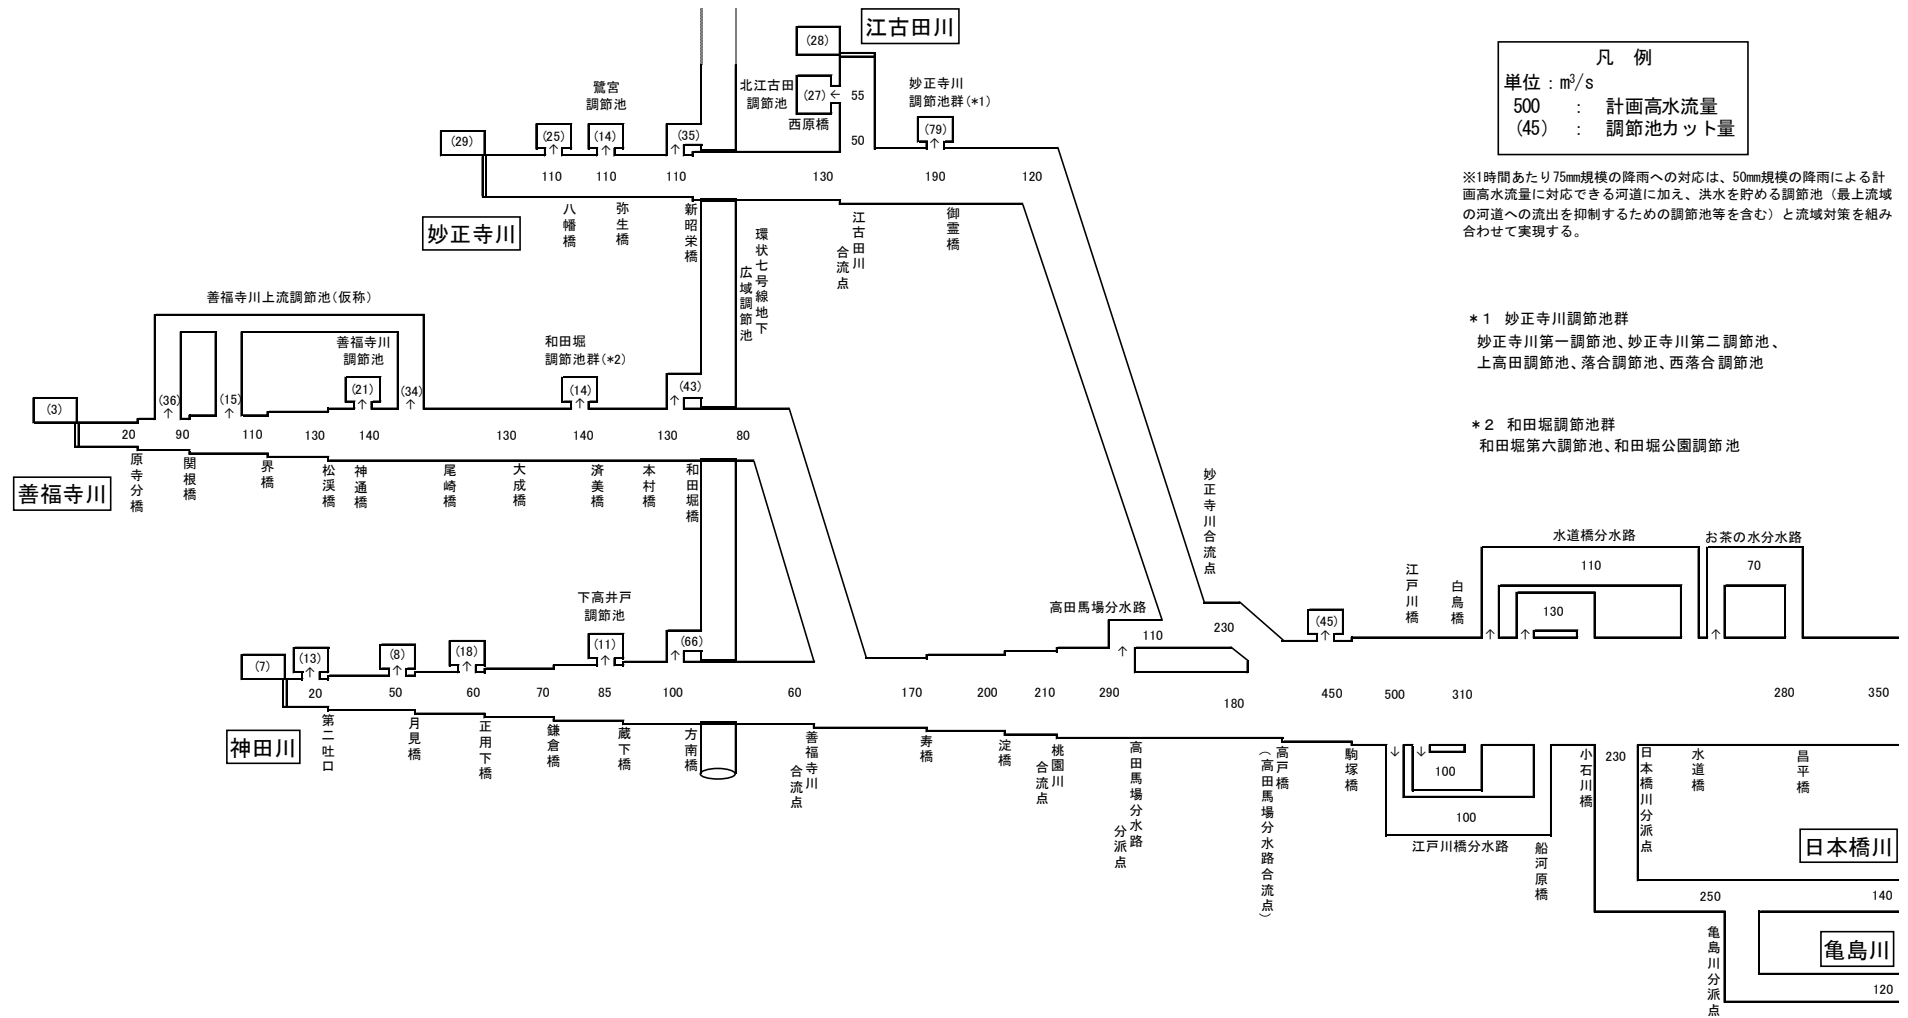 江古田川
(28)
北江古田
調節池
(27)
←
55
西原橋
50
妙正寺川
調節池群(*1)
(79)
↑
鷺宮
調節池
(29)
(25)
↑
(14)
↑
(35)
↑
110
110
110
130
190
120
妙正寺川
八幡橋
弥生橋
新昭栄橋
環状七号線地下
広域調節池
江古田川
合流点
御霊橋
凡 例
単位：m³/s
500 ： 計画高水流量
(45) ： 調節池カット量
※1時間あたり75mm規模の降雨への対応は、50mm規模の降雨による計
画高水流量に対応できる河道に加え、洪水を貯める調節池（最上流域
の河道への流出を抑制するための調節池等を含む）と流域対策を組み
合わせて実現する。
＊１ 妙正寺川調節池群
妙正寺川第一調節池、妙正寺川第二調節池、
上高田調節池、落合調節池、西落合調節池
＊２ 和田堀調節池群
和田堀第六調節池、和田堀公園調節池
善福寺川上流調節池(仮称)
善福寺川
調節池
和田堀
調節池群(*2)
(3)
(36)
↑
(15)
↑
(21)
↑
(34)
↑
(14)
↑
(43)
↑
20
90
110
130
140
130
140
130
80
善福寺川
原寺分橋
関根橋
界橋
松渓橋
神通橋
尾崎橋
大成橋
済美橋
本村橋
和田堀橋
下高井戸
調節池
(7)
(13)
↑
(8)
↑
(18)
↑
(11)
↑
(66)
↑
20
50
60
70
85
100
60
170
200
210
290
神田川
第二吐口
月見橋
正用下橋
鎌倉橋
蔵下橋
方南橋
善福寺川
合流点
寿橋
淀橋
桃園川
合流点
高田馬場分水路
分派点
高田馬場分水路
110
↑
230
180
妙正寺川合流点
高戸橋
(高田馬場分水路合流点)
(45)
↑
450
駒塚橋
500
310
江戸川橋
白鳥橋
水道橋分水路
110
130
↑
↑
お茶の水分水路
70
↑
280
350
↓
↓
100
100
江戸川橋分水路
船河原橋
小石川橋
230
日本橋川分派点
水道橋
昌平橋
日本橋川
250
140
亀島川
亀島川分派点
120